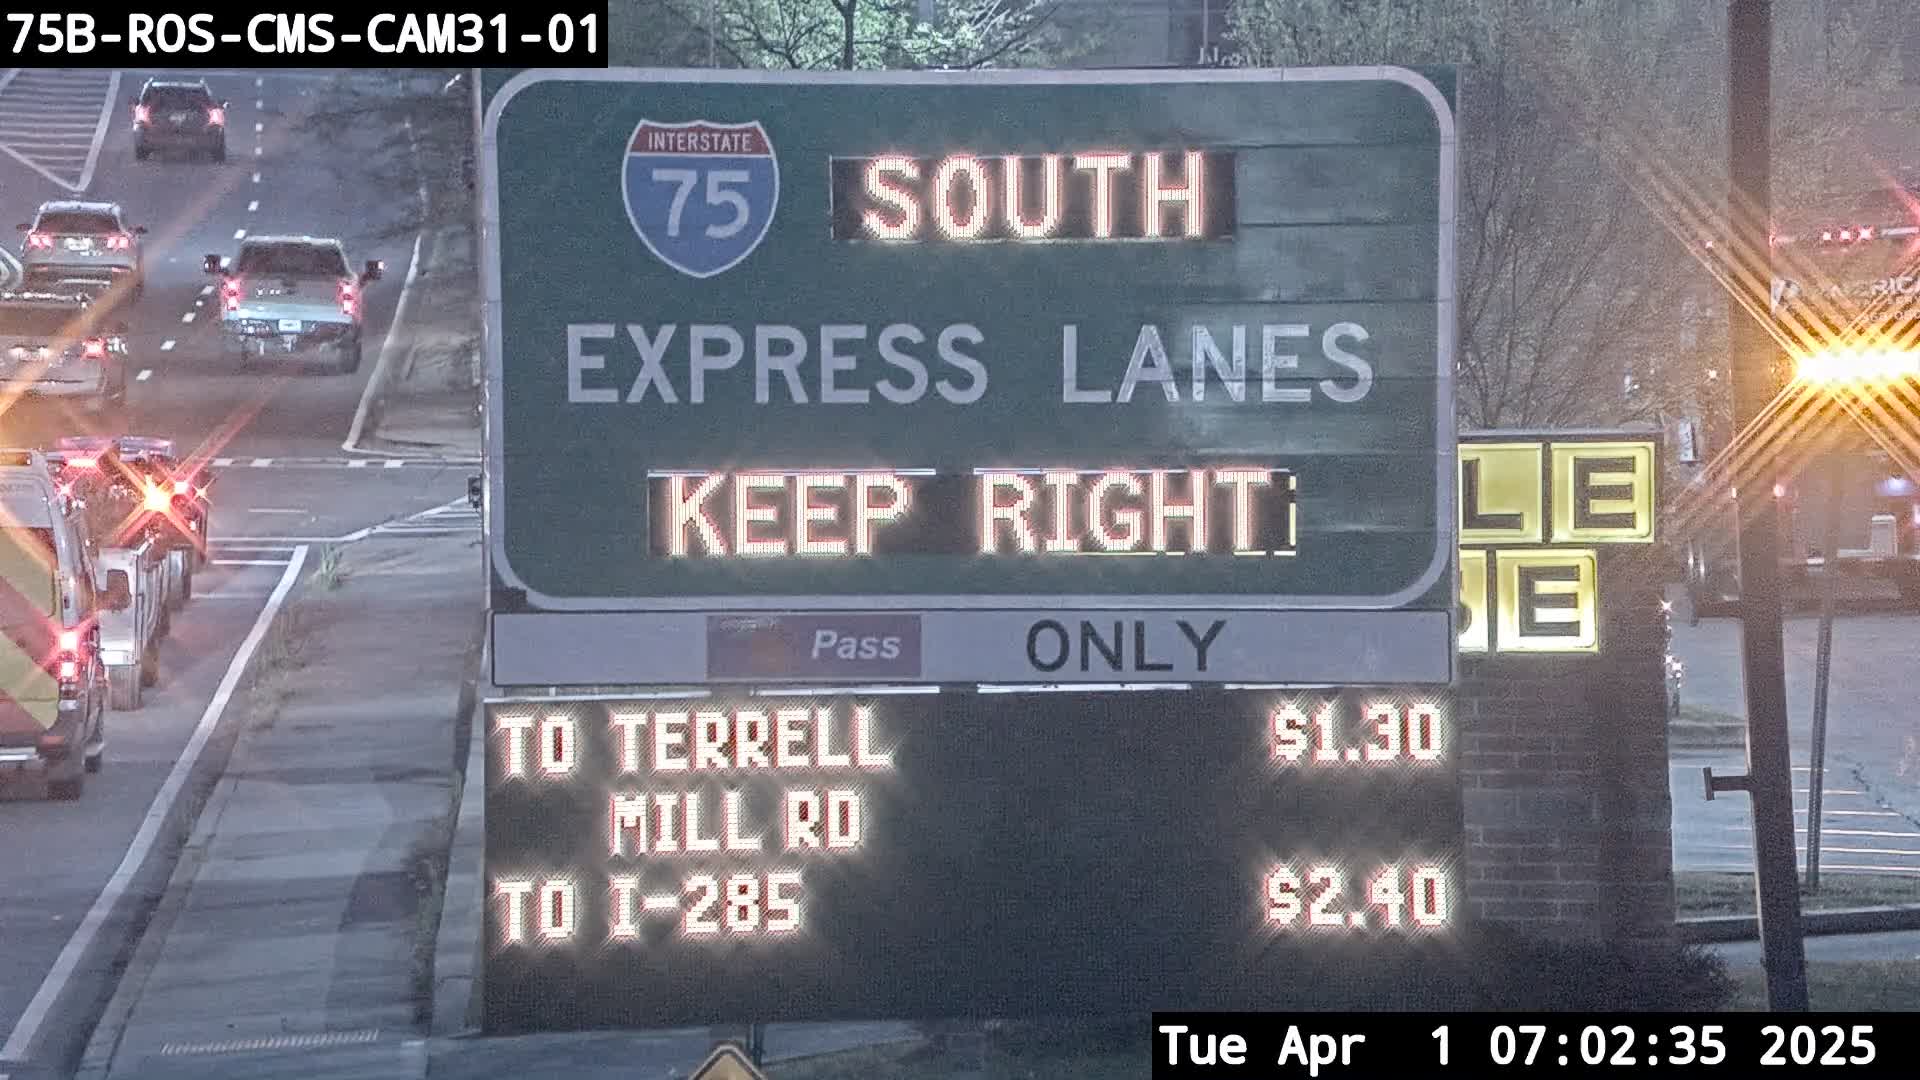 75B-ROS-CMS-CAM31-01
INTERSTATE
75
SOUTH
EXPRESS LANES
KEEP RIGHT
Pass ONLY
TO TERRELL $1.30
MILL RD
TO I-285 $2.40
LE
E
Tue Apr 1 07:02:35 2025